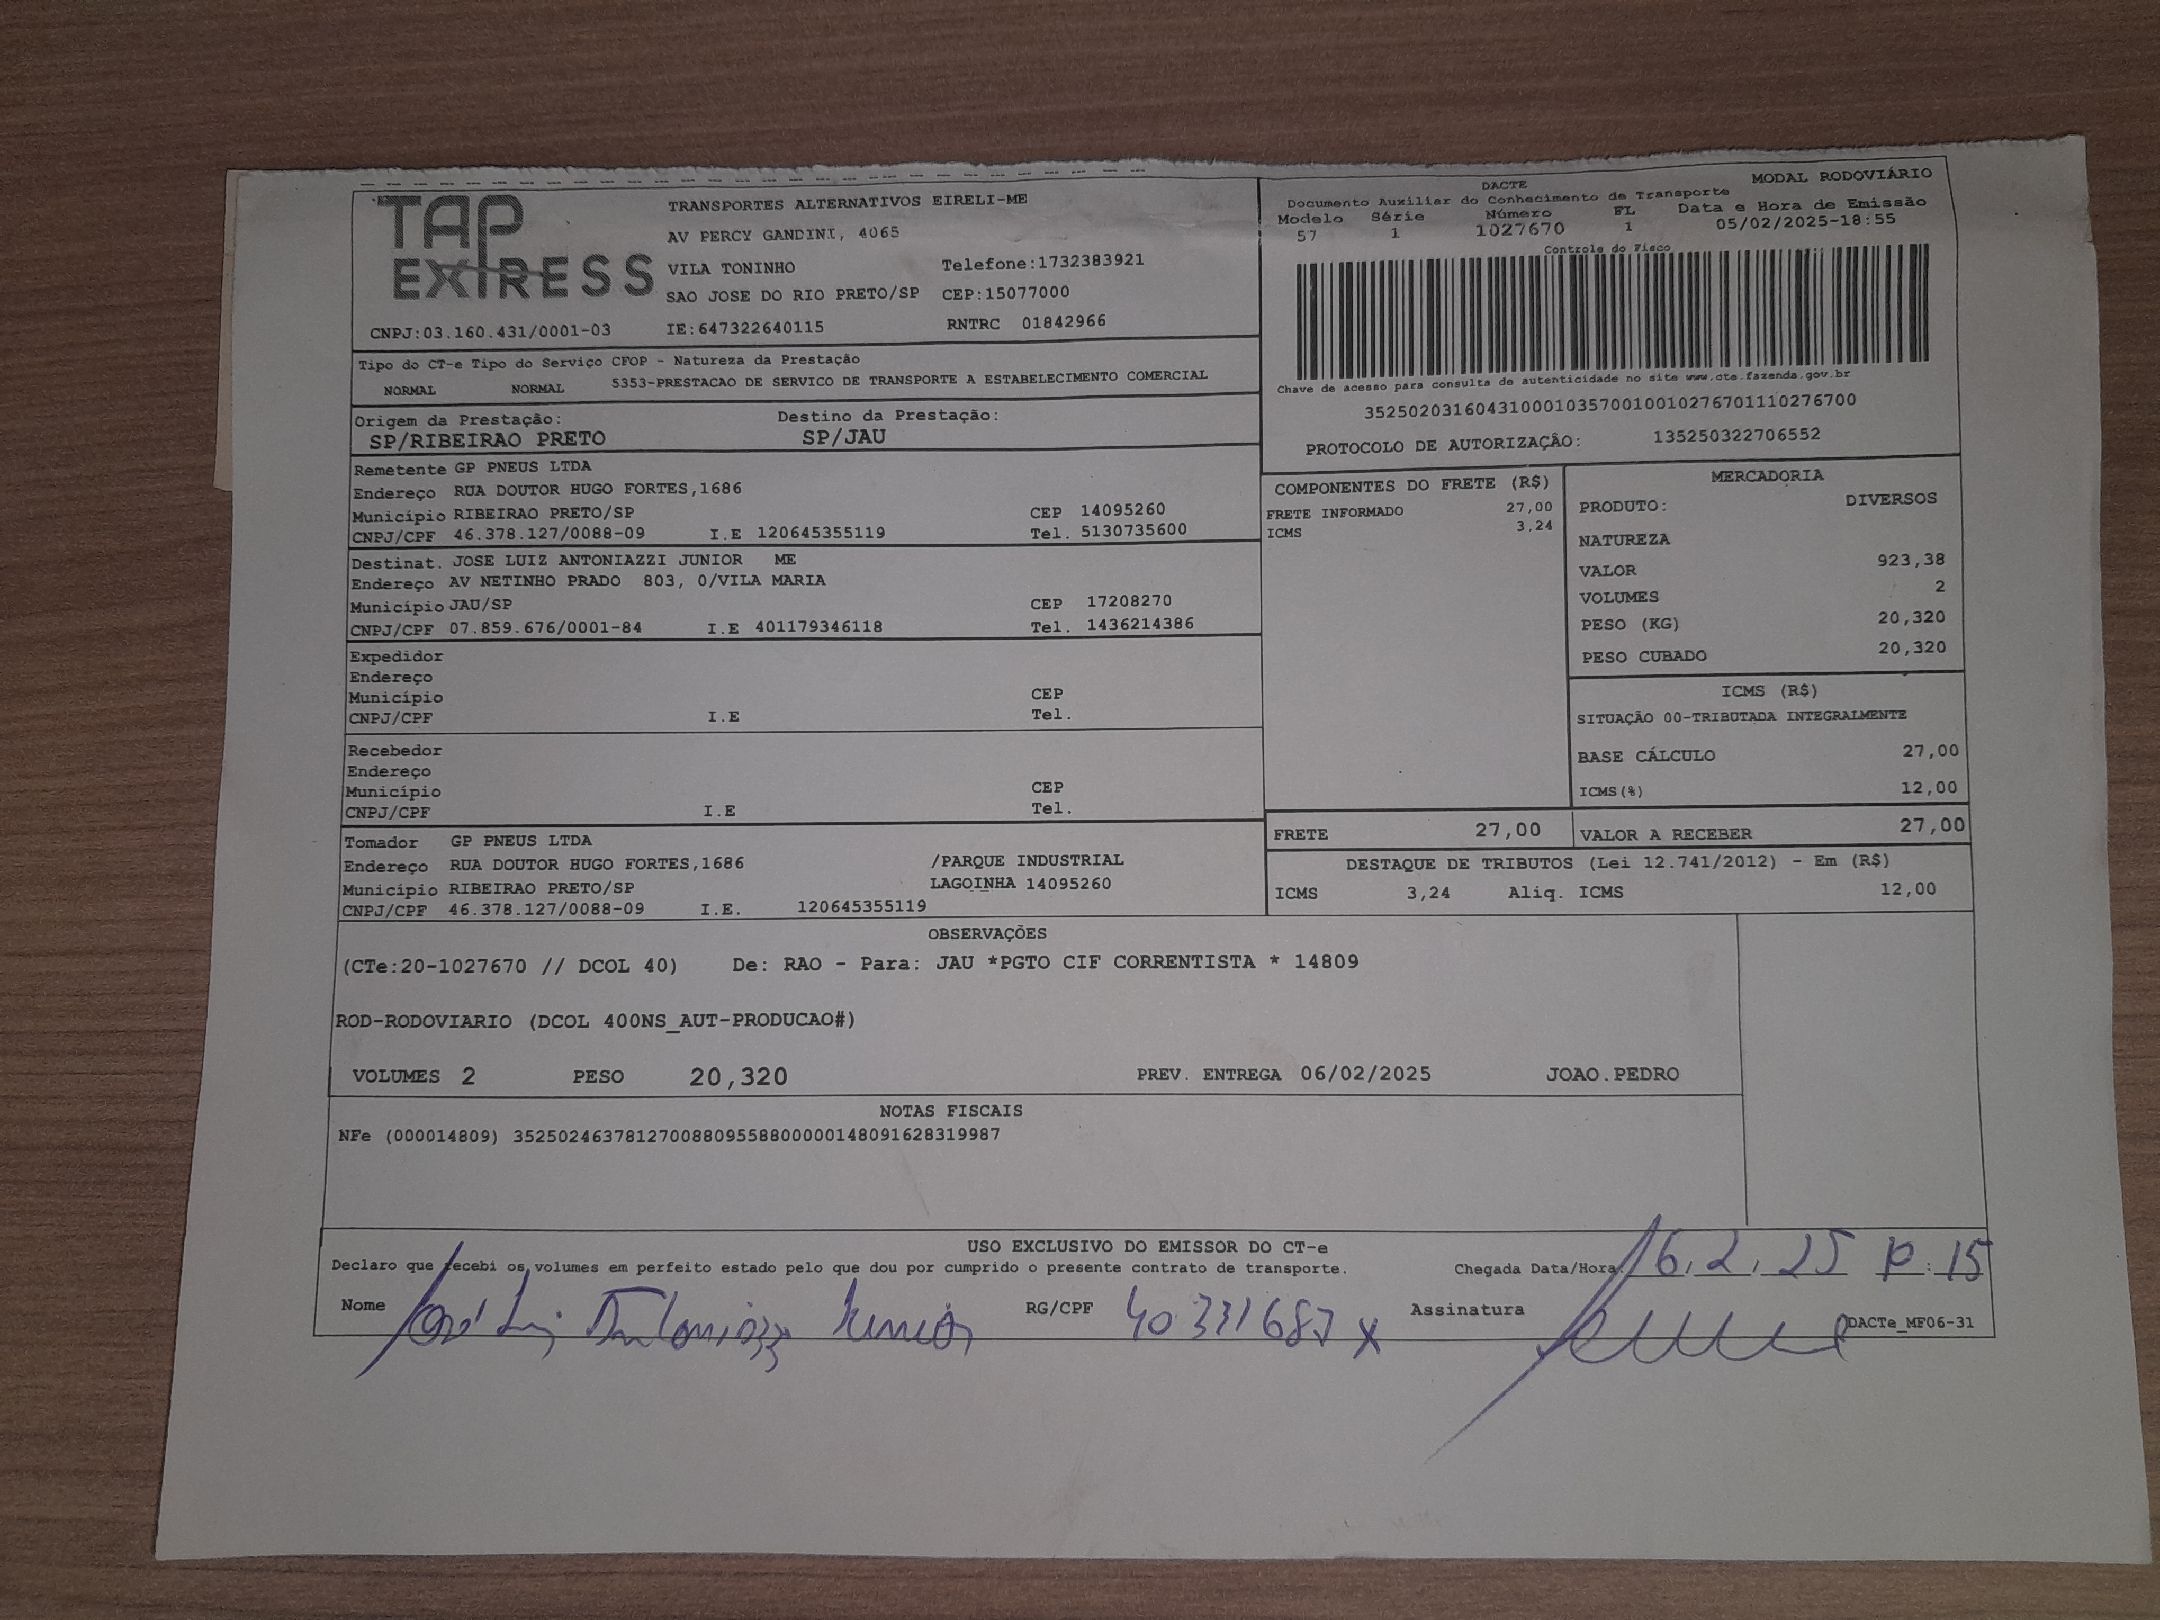 TAP
EXPRESS
TRANSPORTES ALTERNATIVOS EIRELI-ME
AV PERCY GANDINI, 4065
VILA TONINHO Telefone:1732383921
SAO JOSE DO RIO PRETO/SP CEP:15077000
CNPJ:03.160.431/0001-03 IE:647322640115 RNTRC 01842966
DACTE MODAL RODOVIÁRIO
Documento Auxiliar do Conhecimento de Transporte
Modelo Série Número FL Data e Hora de Emissão
57 1 1027670 1 05/02/2025-18:55
Controle do Fisco
Chave de acesso para consulta de autenticidade no site www.cte.fazenda.gov.br
35250203160431000103570010010276701110276700
PROTOCOLO DE AUTORIZAÇÃO: 135250322706552
Tipo do CT-e Tipo do Serviço CFOP - Natureza da Prestação
NORMAL NORMAL 5353-PRESTACAO DE SERVICO DE TRANSPORTE A ESTABELECIMENTO COMERCIAL
Origem da Prestação: Destino da Prestação:
SP/RIBEIRAO PRETO SP/JAU
Remetente GP PNEUS LTDA
Endereço RUA DOUTOR HUGO FORTES,1686
Município RIBEIRAO PRETO/SP CEP 14095260
CNPJ/CPF 46.378.127/0088-09 I.E 120645355119 Tel. 5130735600
Destinat. JOSE LUIZ ANTONIAZZI JUNIOR ME
Endereço AV NETINHO PRADO 803, 0/VILA MARIA
Município JAU/SP CEP 17208270
CNPJ/CPF 07.859.676/0001-84 I.E 401179346118 Tel. 1436214386
Expedidor
Endereço
Município CEP
CNPJ/CPF I.E Tel.
Recebedor
Endereço
Município CEP
CNPJ/CPF I.E Tel.
Tomador GP PNEUS LTDA
Endereço RUA DOUTOR HUGO FORTES,1686 /PARQUE INDUSTRIAL
Município RIBEIRAO PRETO/SP LAGOINHA 14095260
CNPJ/CPF 46.378.127/0088-09 I.E. 120645355119
COMPONENTES DO FRETE (R$)
FRETE INFORMADO 27,00
ICMS 3,24
MERCADORIA
PRODUTO: DIVERSOS
NATUREZA
VALOR 923,38
VOLUMES 2
PESO (KG) 20,320
PESO CUBADO 20,320
ICMS (R$)
SITUAÇÃO 00-TRIBUTADA INTEGRALMENTE
BASE CÁLCULO 27,00
ICMS(%) 12,00
FRETE 27,00 VALOR A RECEBER 27,00
DESTAQUE DE TRIBUTOS (Lei 12.741/2012) - Em (R$)
ICMS 3,24 Aliq. ICMS 12,00
OBSERVAÇÕES
(CTe:20-1027670 // DCOL 40) De: RAO - Para: JAU *PGTO CIF CORRENTISTA * 14809
ROD-RODOVIARIO (DCOL 400NS_AUT-PRODUCAO#)
VOLUMES 2 PESO 20,320 PREV. ENTREGA 06/02/2025 JOAO.PEDRO
NOTAS FISCAIS
NFe (000014809) 35250246378127008809558800000148091628319987
USO EXCLUSIVO DO EMISSOR DO CT-e
Declaro que recebi os volumes em perfeito estado pelo que dou por cumprido o presente contrato de transporte. Chegada Data/Hora: 6.2.25 : 15
Nome José Luiz Antoniazzi Junior RG/CPF 40331687 x Assinatura
DACTe_MF06-31